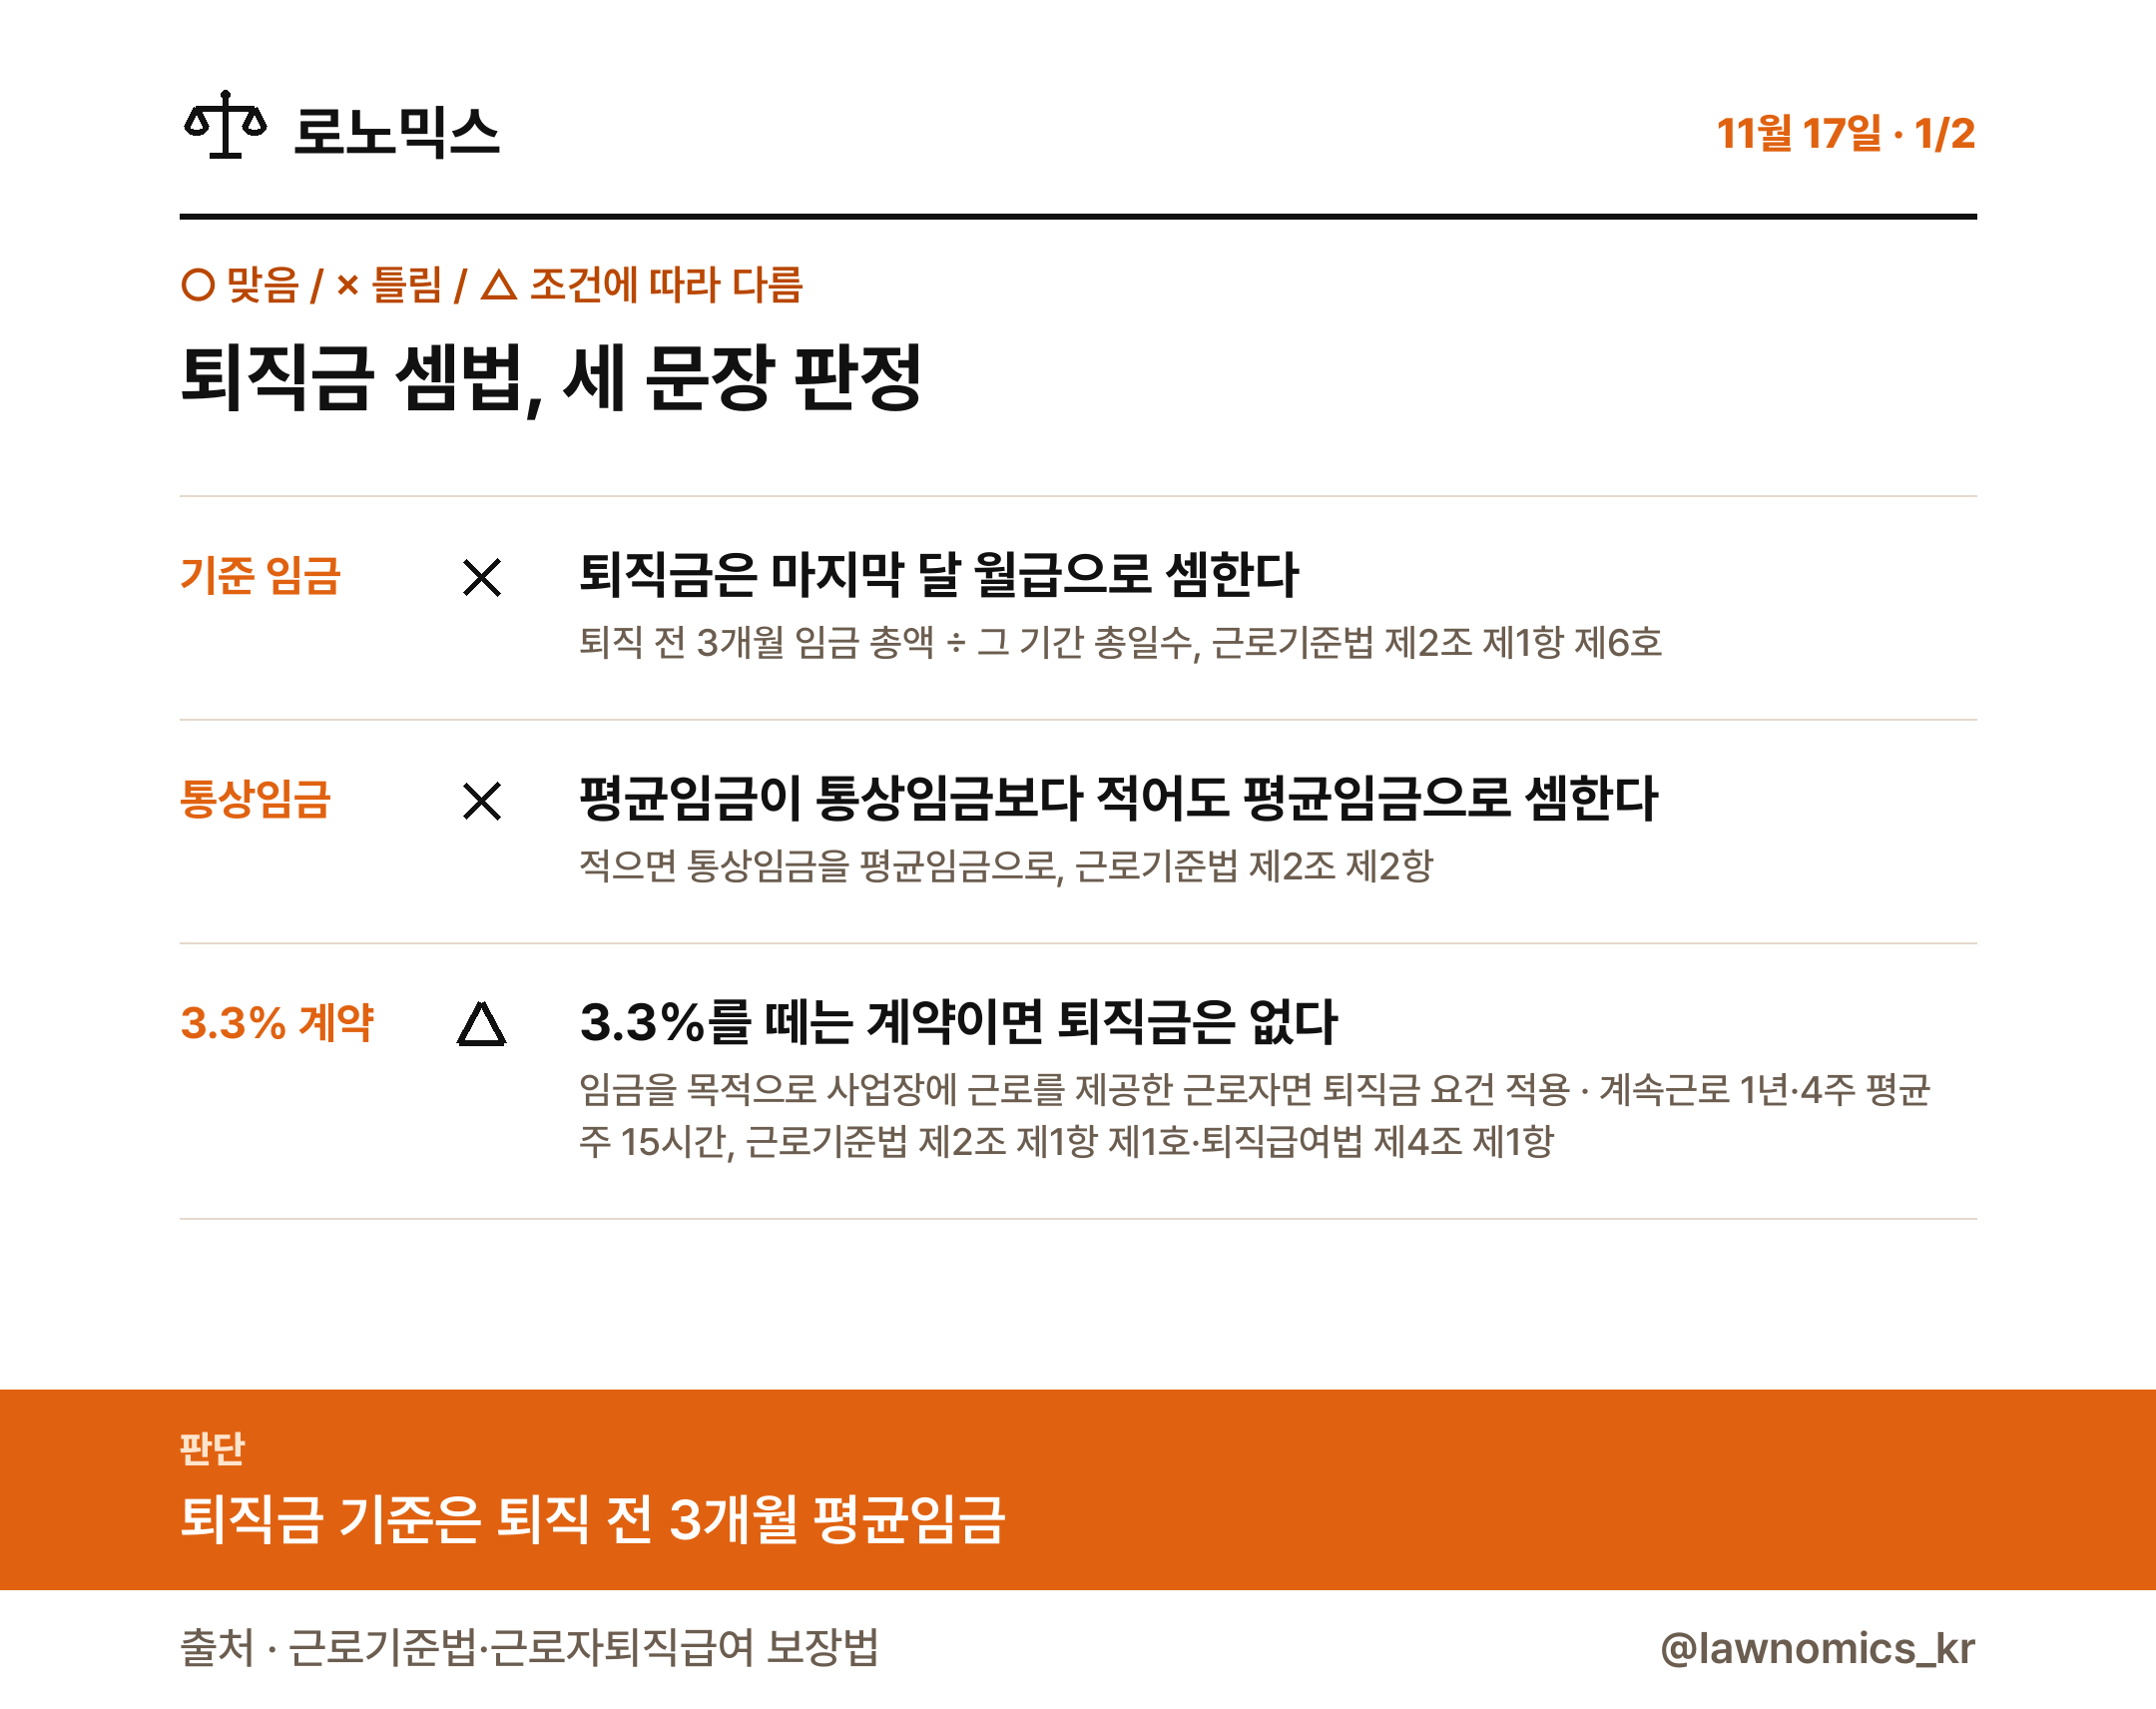 로노믹스
11월 17일 · 1/2
○ 맞음 / × 틀림 / △ 조건에 따라 다름
퇴직금 셈법, 세 문장 판정
기준 임금
×
퇴직금은 마지막 달 월급으로 셈한다
퇴직 전 3개월 임금 총액 ÷ 그 기간 총일수, 근로기준법 제2조 제1항 제6호
통상임금
×
평균임금이 통상임금보다 적어도 평균임금으로 셈한다
적으면 통상임금을 평균임금으로, 근로기준법 제2조 제2항
3.3% 계약
△
3.3%를 떼는 계약이면 퇴직금은 없다
임금을 목적으로 사업장에 근로를 제공한 근로자면 퇴직금 요건 적용 · 계속근로 1년·4주 평균
주 15시간, 근로기준법 제2조 제1항 제1호·퇴직급여법 제4조 제1항
판단
퇴직금 기준은 퇴직 전 3개월 평균임금
출처 · 근로기준법·근로자퇴직급여 보장법
@lawnomics_kr